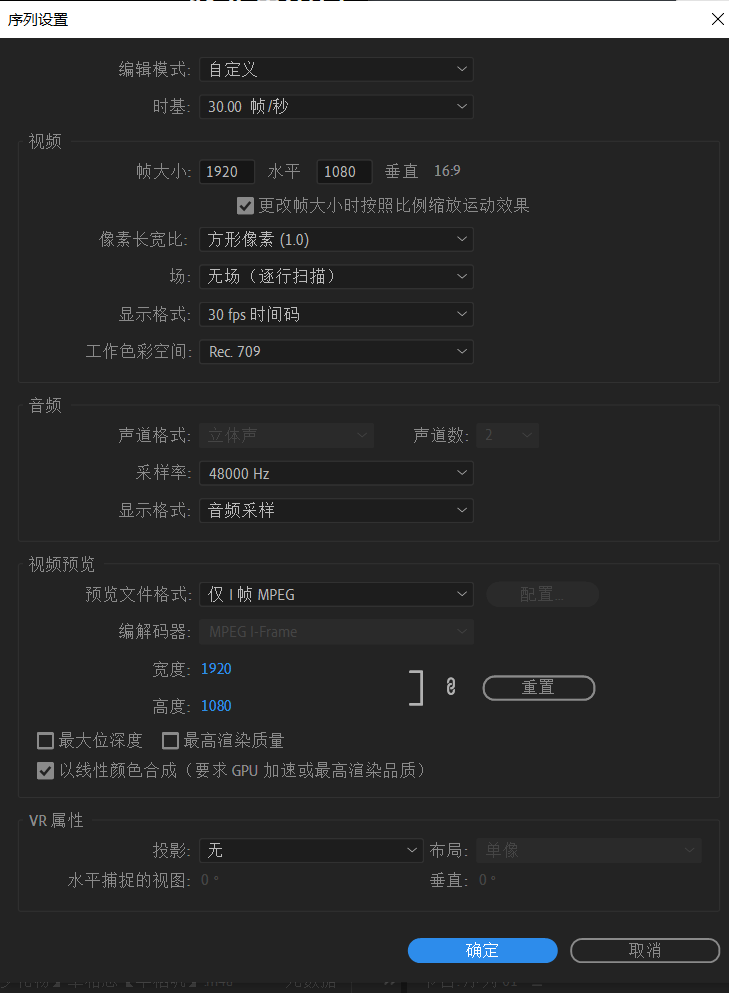 序列设置
编辑模式: 自定义
时基: 30.00 帧/秒
视频
帧大小: 1920 水平 1080 垂直 16:9
更改帧大小时按照比例缩放运动效果
像素长宽比: 方形像素 (1.0)
场: 无场（逐行扫描）
显示格式: 30 fps 时间码
工作色彩空间: Rec. 709
音频
声道格式: 立体声 声道数: 2
采样率: 48000 Hz
显示格式: 音频采样
视频预览
预览文件格式: 仅 I 帧 MPEG 配置...
编解码器: MPEG I-Frame
宽度: 1920
高度: 1080
重置
最大位深度 最高渲染质量
以线性颜色合成（要求 GPU 加速或最高渲染品质）
VR 属性
投影: 无 布局: 单像
水平捕捉的视图: 0 ° 垂直: 0 °
确定 取消